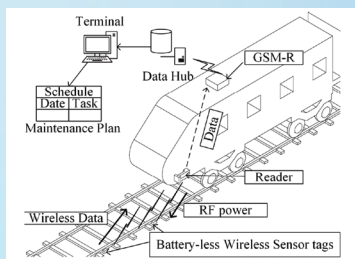 Terminal
GSM-R
Data Hub
Schedule
Date Task
Maintenance Plan
Data
Reader
Wireless Data
RF power
Battery-less Wireless Sensor tags